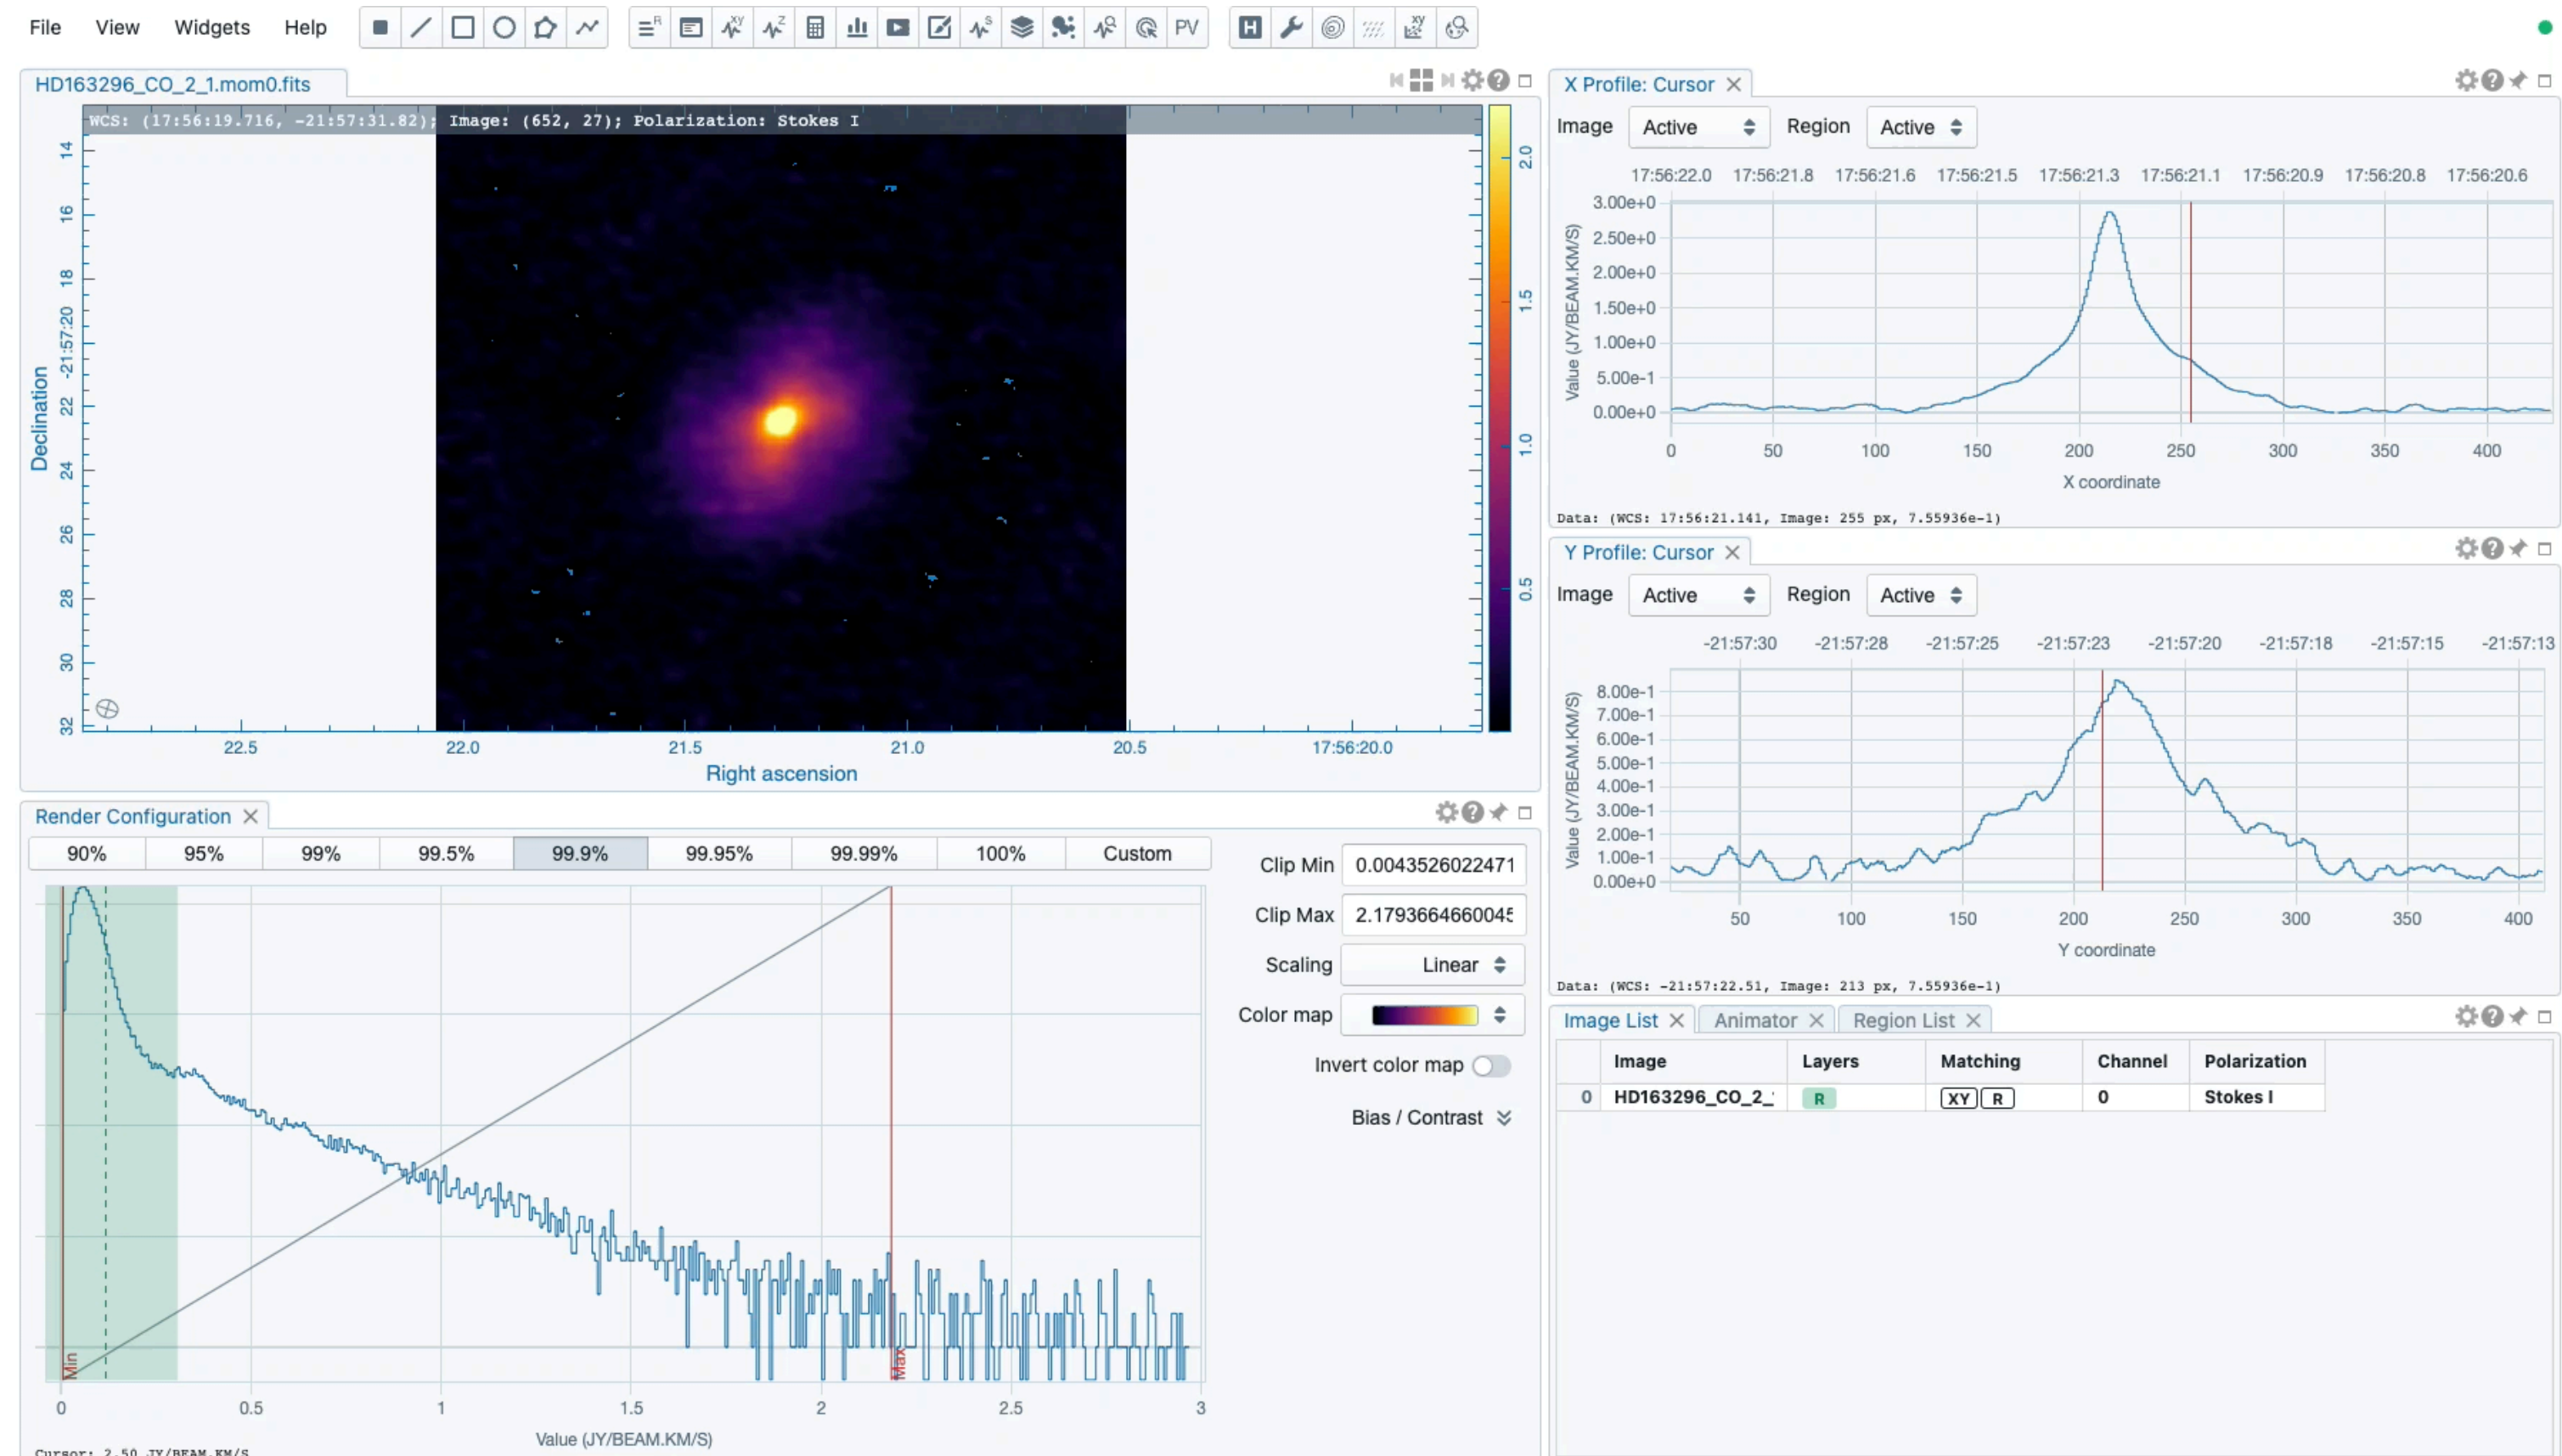 File View Widgets Help
PV
H
HD163296_CO_2_1.mom0.fits
WCS: (17:56:19.716, -21:57:31.82); Image: (652, 27); Polarization: Stokes I
Declination
14
16
18
-21:57:20
22
24
26
28
30
32
22.5 22.0 21.5 21.0 20.5 17:56:20.0
Right ascension
2.0
1.5
1.0
0.5
Render Configuration
90% 95% 99% 99.5% 99.9% 99.95% 99.99% 100% Custom
Min
Max
0 0.5 1 1.5 2 2.5 3
Value (JY/BEAM.KM/S)
Cursor: 2.50 JY/BEAM.KM/S
Clip Min 0.0043526022471
Clip Max 2.1793664660045
Scaling Linear
Color map
Invert color map
Bias / Contrast
X Profile: Cursor
Image Active Region Active
17:56:22.0 17:56:21.8 17:56:21.6 17:56:21.5 17:56:21.3 17:56:21.1 17:56:20.9 17:56:20.8 17:56:20.6
Value (JY/BEAM.KM/S)
3.00e+0
2.50e+0
2.00e+0
1.50e+0
1.00e+0
5.00e-1
0.00e+0
0 50 100 150 200 250 300 350 400
X coordinate
Data: (WCS: 17:56:21.141, Image: 255 px, 7.55936e-1)
Y Profile: Cursor
Image Active Region Active
-21:57:30 -21:57:28 -21:57:25 -21:57:23 -21:57:20 -21:57:18 -21:57:15 -21:57:13
Value (JY/BEAM.KM/S)
8.00e-1
7.00e-1
6.00e-1
5.00e-1
4.00e-1
3.00e-1
2.00e-1
1.00e-1
0.00e+0
50 100 150 200 250 300 350 400
Y coordinate
Data: (WCS: -21:57:22.51, Image: 213 px, 7.55936e-1)
Image List Animator Region List
Image Layers Matching Channel Polarization
0 HD163296_CO_2_ R XY R 0 Stokes I